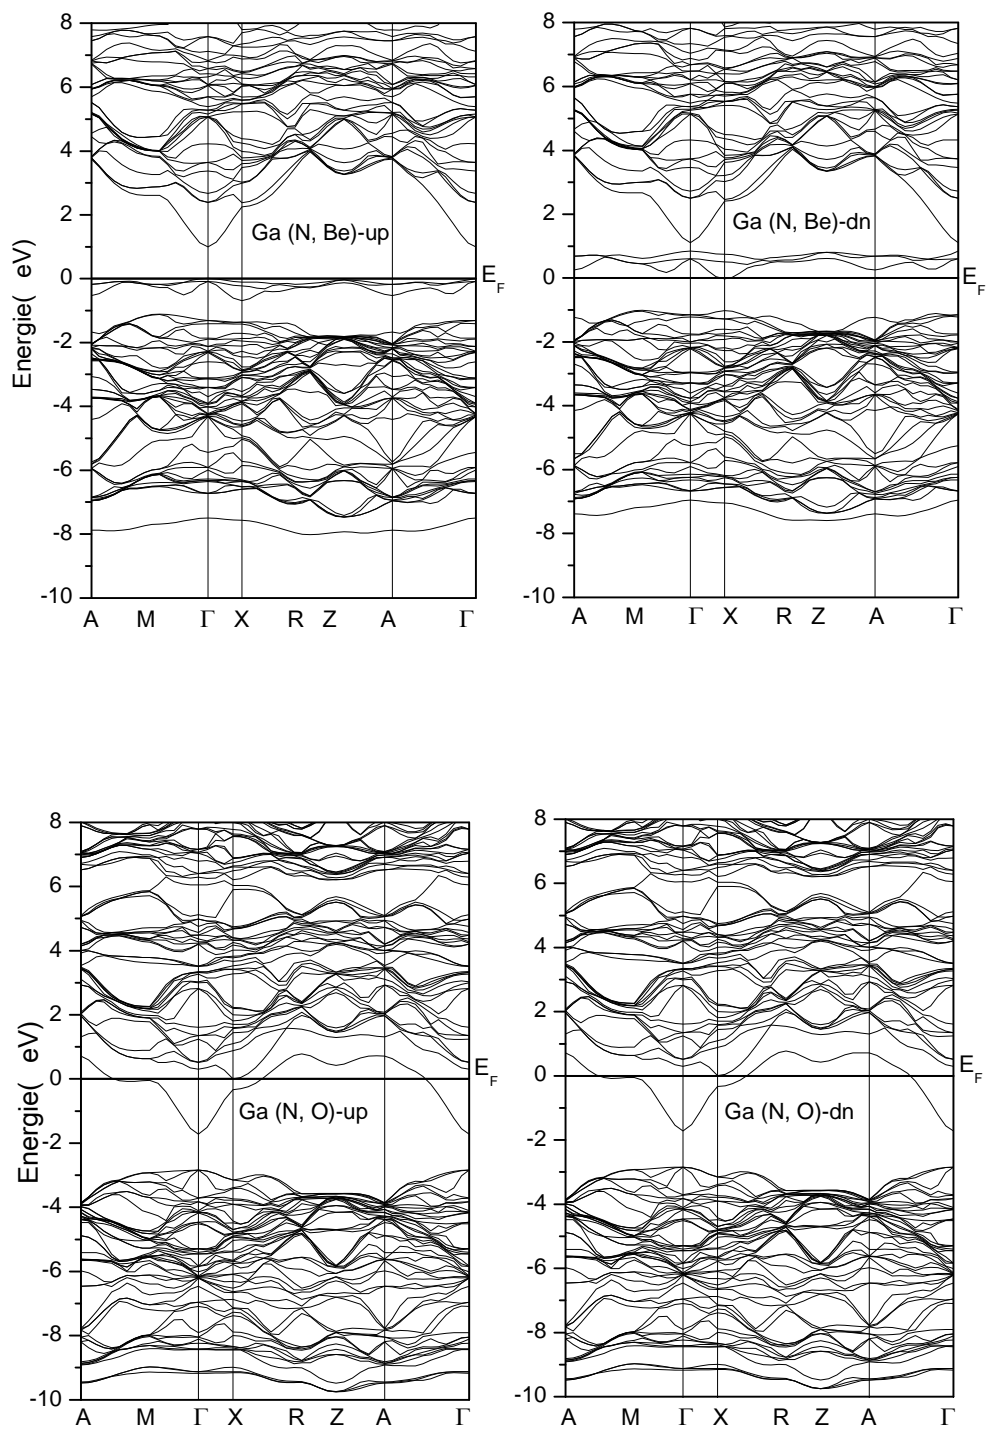 8
6
4
2
0
-2
-4
-6
-8
-10
Energie( eV)
Ga (N, Be)-up
E_F
A M Γ X R Z A Γ
8
6
4
2
0
-2
-4
-6
-8
-10
Ga (N, Be)-dn
E_F
A M Γ X R Z A Γ
8
6
4
2
0
-2
-4
-6
-8
-10
Energie( eV)
Ga (N, O)-up
E_F
A M Γ X R Z A Γ
8
6
4
2
0
-2
-4
-6
-8
-10
Ga (N, O)-dn
E_F
A M Γ X R Z A Γ